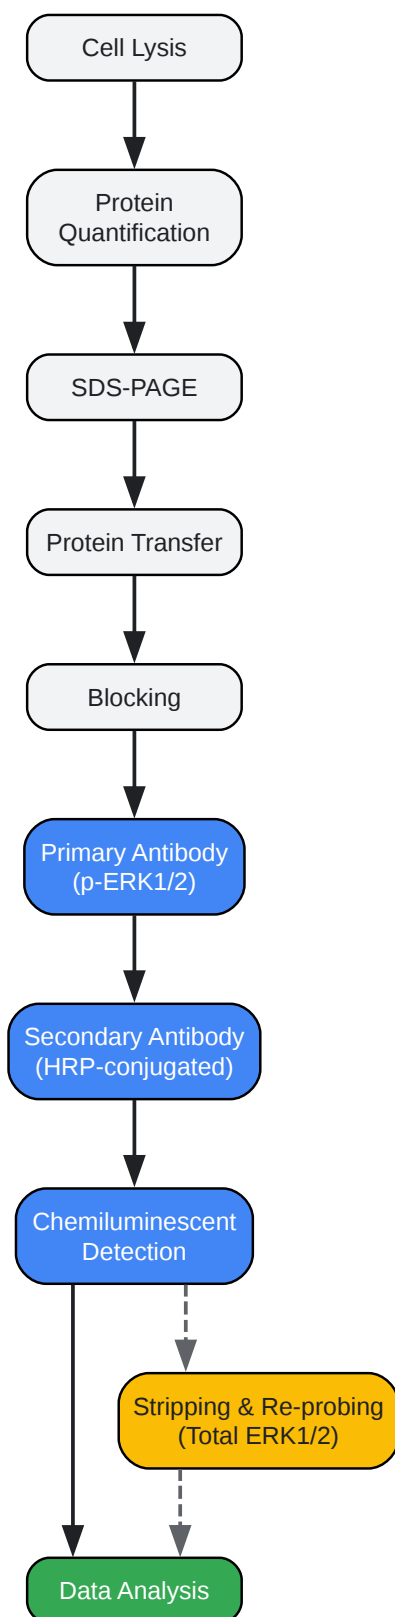 Cell Lysis
Protein
Quantification
SDS-PAGE
Protein Transfer
Blocking
Primary Antibody
(p-ERK1/2)
Secondary Antibody
(HRP-conjugated)
Chemiluminescent
Detection
Stripping & Re-probing
(Total ERK1/2)
Data Analysis